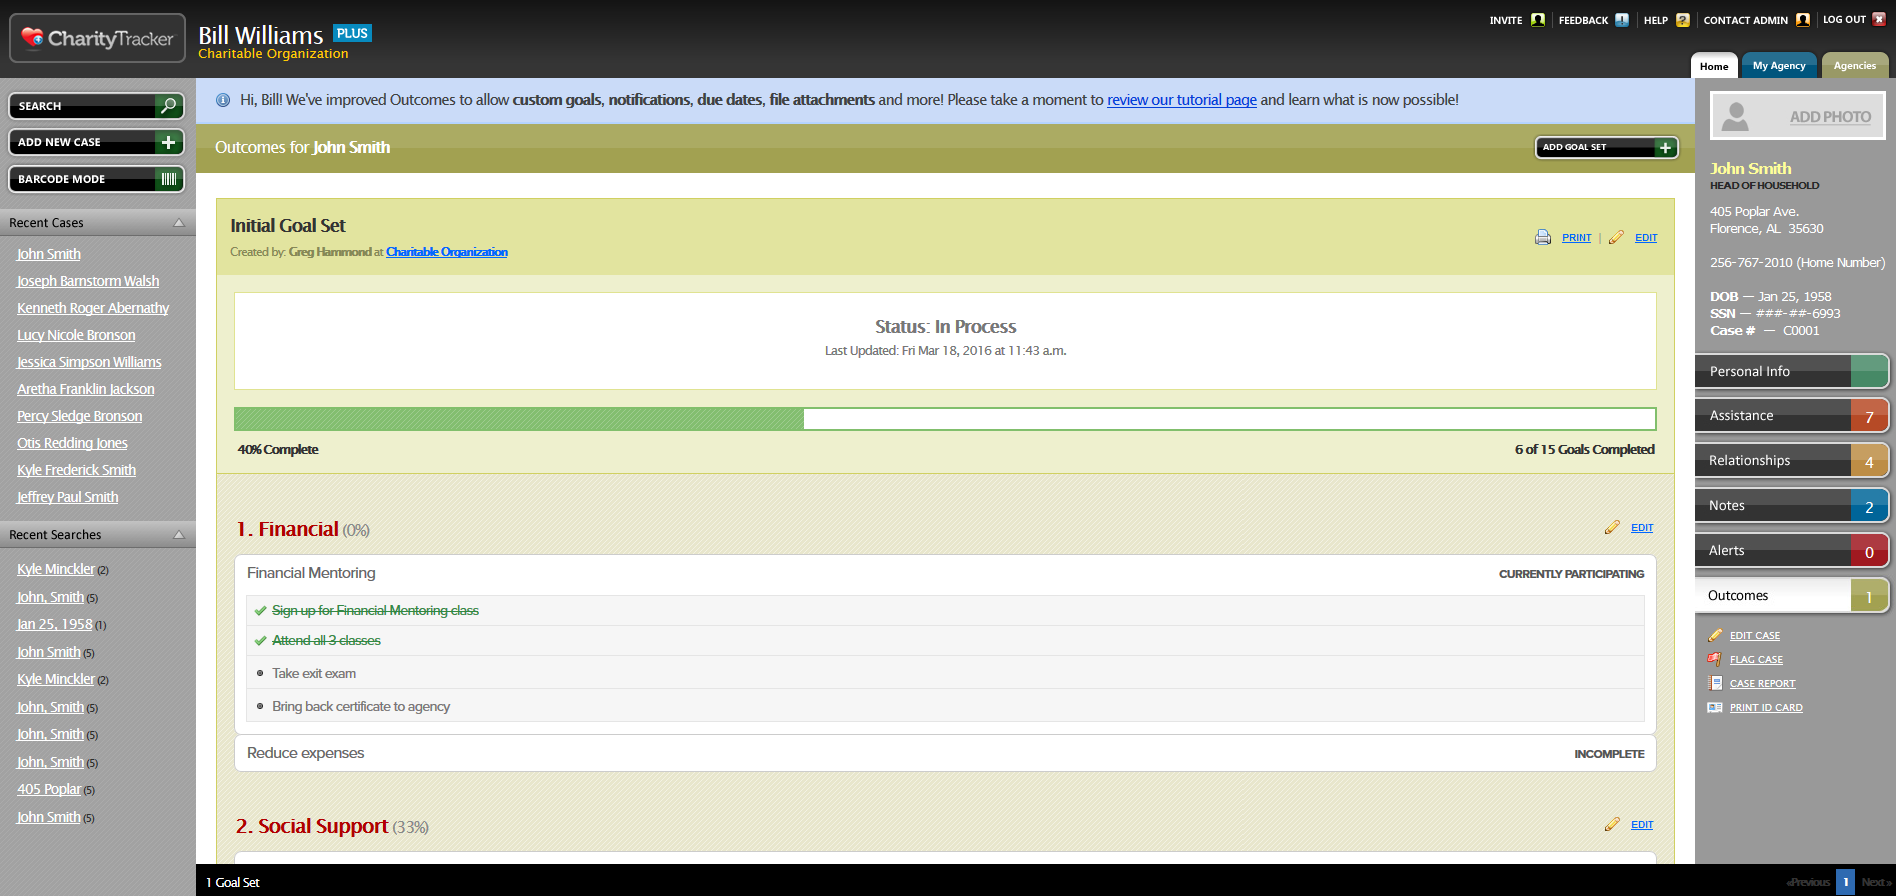 CharityTracker
Bill Williams PLUS
Charitable Organization
INVITE
FEEDBACK
HELP
CONTACT ADMIN
LOG OUT
Home
My Agency
Agencies
SEARCH
ADD NEW CASE
BARCODE MODE
Recent Cases
John Smith
Joseph Barnstorm Walsh
Kenneth Roger Abernathy
Lucy Nicole Bronson
Jessica Simpson Williams
Aretha Franklin Jackson
Percy Sledge Bronson
Otis Redding Jones
Kyle Frederick Smith
Jeffrey Paul Smith
Recent Searches
Kyle Minckler (2)
John, Smith (5)
Jan 25, 1958 (1)
John Smith (5)
Kyle Minckler (2)
John, Smith (5)
John, Smith (5)
John, Smith (5)
405 Poplar (5)
John Smith (5)
Hi, Bill! We've improved Outcomes to allow custom goals, notifications, due dates, file attachments and more! Please take a moment to review our tutorial page and learn what is now possible!
Outcomes for John Smith
ADD GOAL SET
Initial Goal Set
Created by: Greg Hammond at Charitable Organization
PRINT | EDIT
Status: In Process
Last Updated: Fri Mar 18, 2016 at 11:43 a.m.
40% Complete
6 of 15 Goals Completed
1. Financial (0%)
EDIT
Financial Mentoring
CURRENTLY PARTICIPATING
Sign up for Financial Mentoring class
Attend all 3 classes
Take exit exam
Bring back certificate to agency
Reduce expenses
INCOMPLETE
2. Social Support (33%)
EDIT
1 Goal Set
«Previous 1 Next»
ADD PHOTO
John Smith
HEAD OF HOUSEHOLD
405 Poplar Ave.
Florence, AL 35630
256-767-2010 (Home Number)
DOB — Jan 25, 1958
SSN — ###-##-6993
Case # — C0001
Personal Info
Assistance 7
Relationships 4
Notes 2
Alerts 0
Outcomes 1
EDIT CASE
FLAG CASE
CASE REPORT
PRINT ID CARD